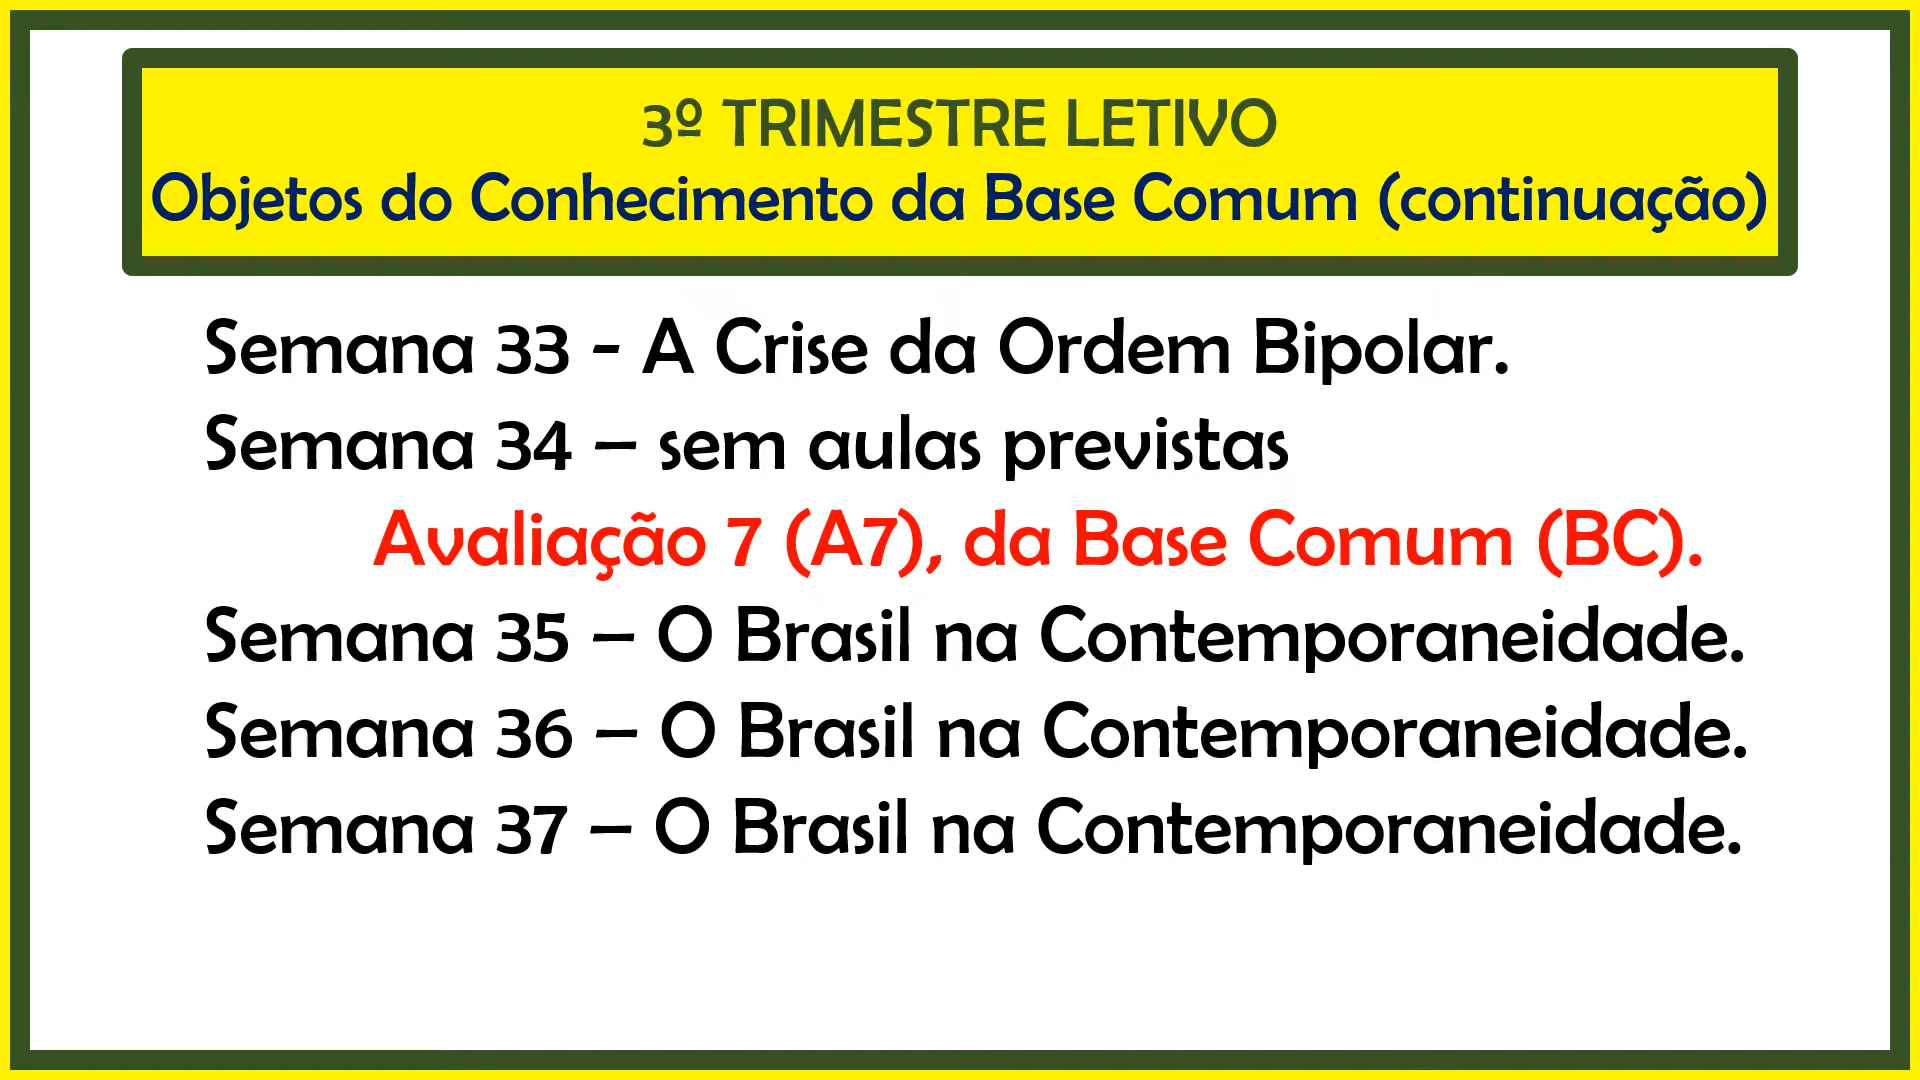 3º TRIMESTRE LETIVO
Objetos do Conhecimento da Base Comum (continuação)
Semana 33 - A Crise da Ordem Bipolar.
Semana 34 – sem aulas previstas
Avaliação 7 (A7), da Base Comum (BC).
Semana 35 – O Brasil na Contemporaneidade.
Semana 36 – O Brasil na Contemporaneidade.
Semana 37 – O Brasil na Contemporaneidade.